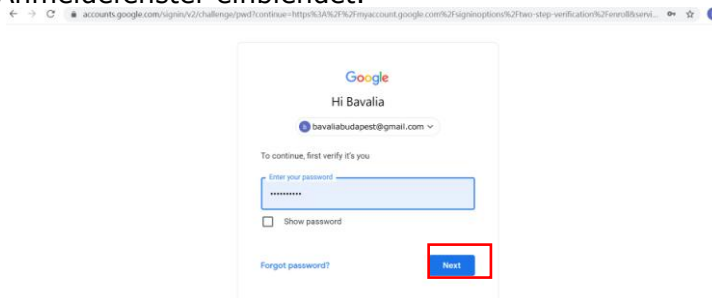 Anmeldefenster einblendet.
accounts.google.com/signin/v2/challenge/pwd?continue=https%3A%2F%2Fmyaccount.google.com%2Fsigninoptions%2Ftwo-step-verification%2Fenroll&servi...
Google
Hi Bavalia
b bavaliabudapest@gmail.com
To continue, first verify it's you
Enter your password
••••••••••
Show password
Forgot password?
Next